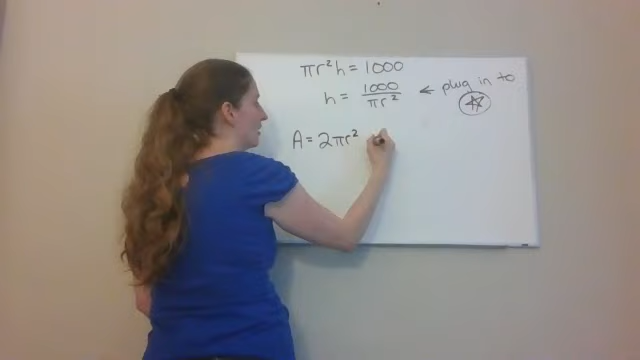 πr²h = 1000
h = 1000/πr² ← plug in to ☆
A = 2πr²